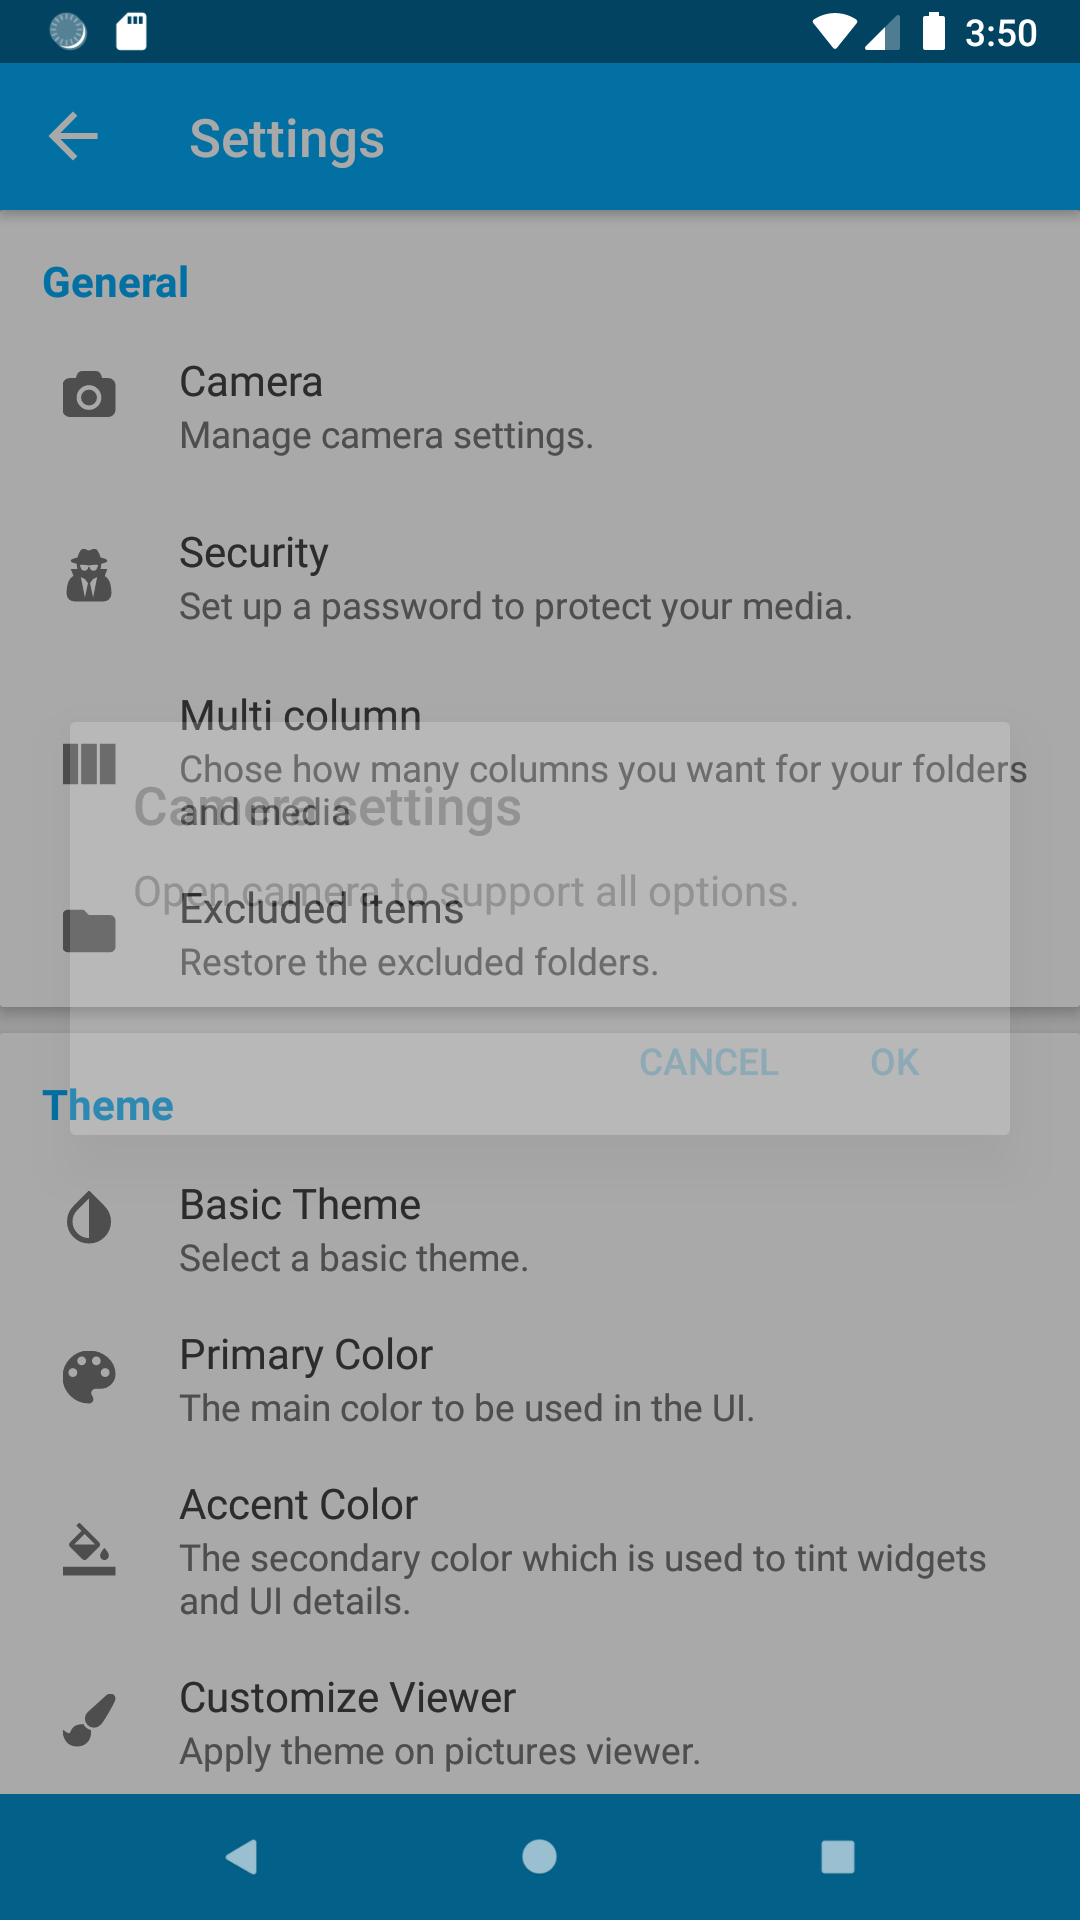 3:50
Settings
General
Camera
Manage camera settings.
Security
Set up a password to protect your media.
Multi column
Chose how many columns you want for your folders
and media
Camera settings
Open camera to support all options.
Excluded Items
Restore the excluded folders.
CANCEL OK
Theme
Basic Theme
Select a basic theme.
Primary Color
The main color to be used in the UI.
Accent Color
The secondary color which is used to tint widgets
and UI details.
Customize Viewer
Apply theme on pictures viewer.